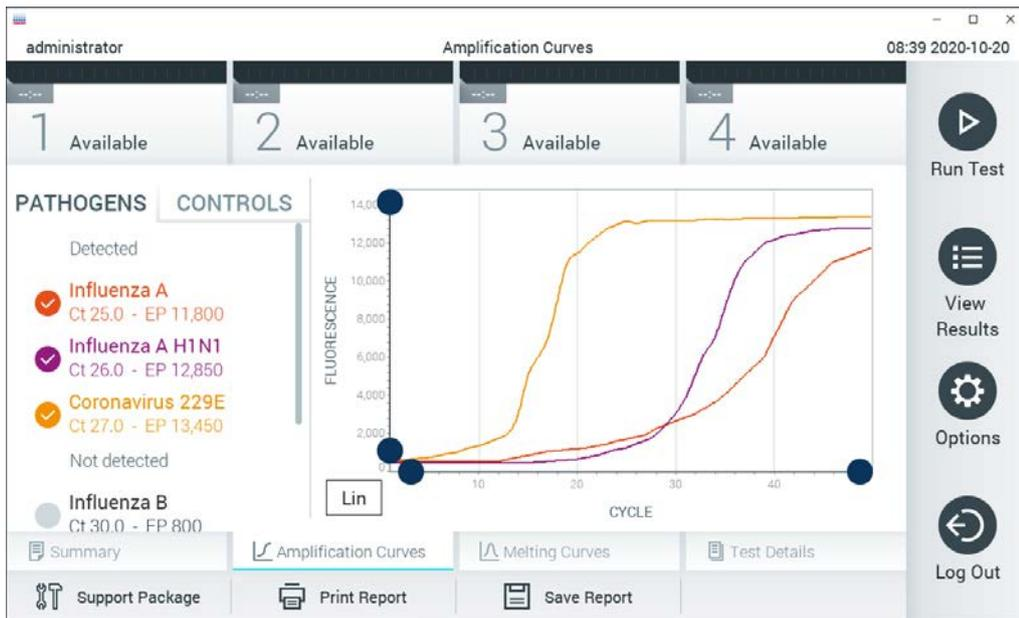 administrator
Amplification Curves
08:39 2020-10-20
--:--
1 Available
--:--
2 Available
--:--
3 Available
--:--
4 Available
Run Test
View
Results
Options
Log Out
PATHOGENS
CONTROLS
Detected
Influenza A
Ct 25.0 - EP 11,800
Influenza A H1N1
Ct 26.0 - EP 12,850
Coronavirus 229E
Ct 27.0 - EP 13,450
Not detected
Influenza B
Ct 30.0 - EP 800
FLUORESCENCE
12,000
10,000
8,000
6,000
4,000
2,000
0
10
20
30
40
CYCLE
Lin
Summary
Amplification Curves
Melting Curves
Test Details
Support Package
Print Report
Save Report